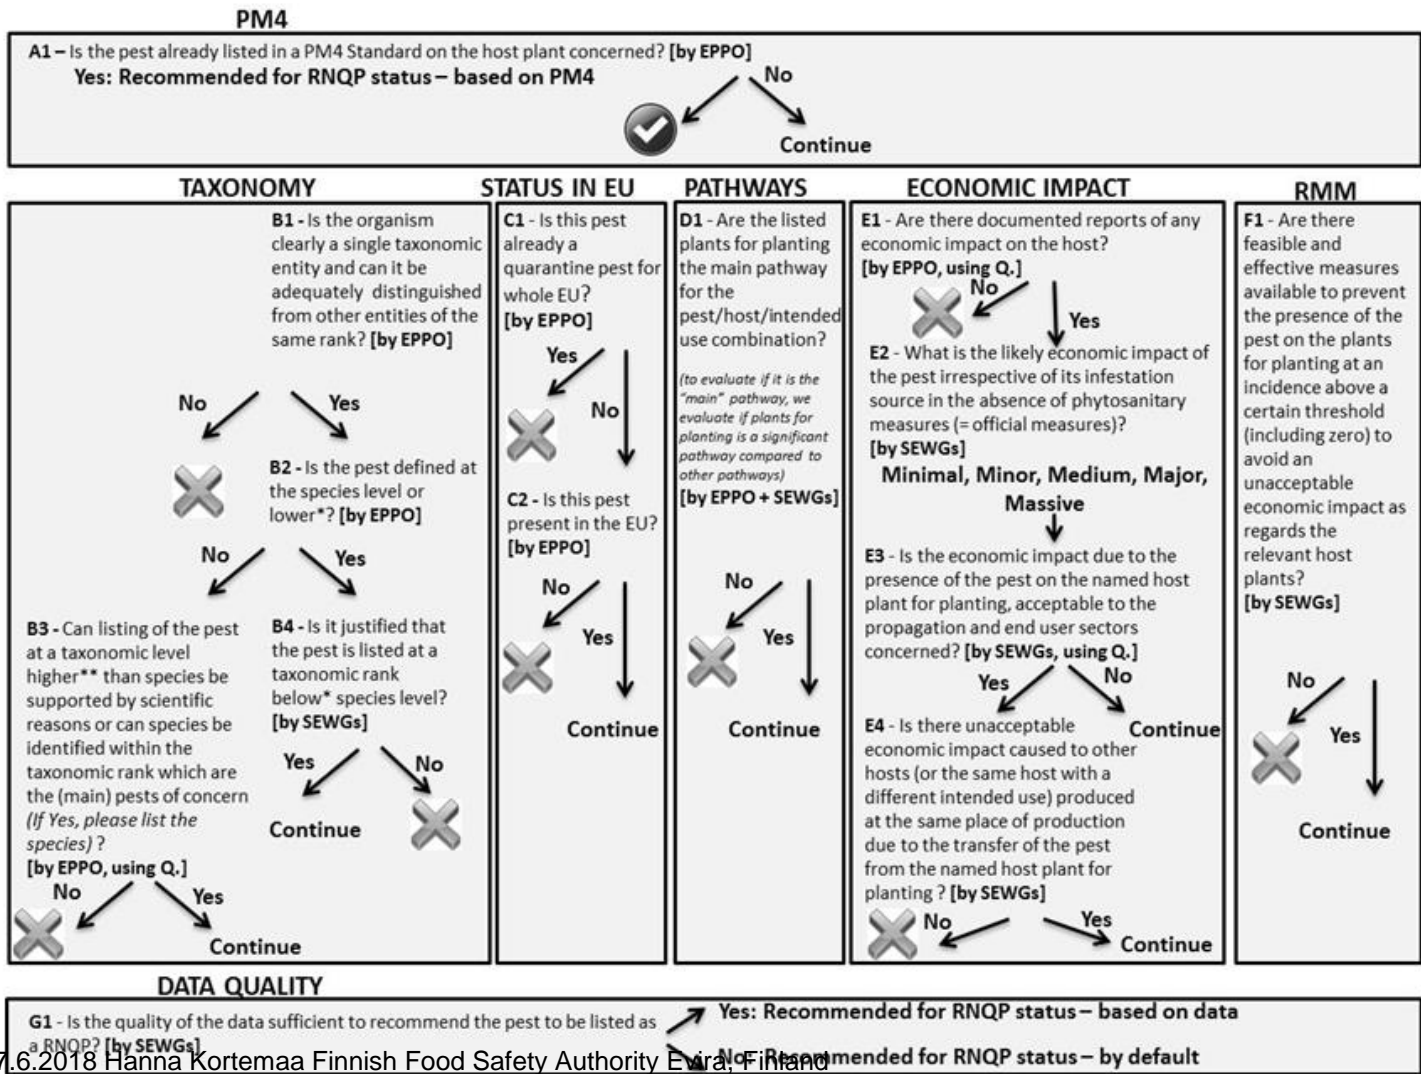 PM4
A1 – Is the pest already listed in a PM4 Standard on the host plant concerned? [by EPPO]
Yes: Recommended for RNQP status – based on PM4
No
Continue
TAXONOMY
B1 - Is the organism
clearly a single taxonomic
entity and can it be
adequately distinguished
from other entities of the
same rank? [by EPPO]
No
Yes
B2 - Is the pest defined at
the species level or
lower*? [by EPPO]
No
Yes
B3 - Can listing of the pest
at a taxonomic level
higher** than species be
supported by scientific
reasons or can species be
identified within the
taxonomic rank which are
the (main) pests of concern
(If Yes, please list the
species) ?
[by EPPO, using Q.]
No
Yes
Continue
B4 - Is it justified that
the pest is listed at a
taxonomic rank
below* species level?
[by SEWGs]
Yes
No
Continue
STATUS IN EU
C1 - Is this pest
already a
quarantine pest for
whole EU?
[by EPPO]
Yes
No
C2 - Is this pest
present in the EU?
[by EPPO]
No
Yes
Continue
PATHWAYS
D1 - Are the listed
plants for planting
the main pathway
for the
pest/host/intended
use combination?
(to evaluate if it is the
"main" pathway, we
evaluate if plants for
planting is a significant
pathway compared to
other pathways)
[by EPPO + SEWGs]
No
Yes
Continue
ECONOMIC IMPACT
E1 - Are there documented reports of any
economic impact on the host?
[by EPPO, using Q.]
No
Yes
E2 - What is the likely economic impact of
the pest irrespective of its infestation
source in the absence of phytosanitary
measures (= official measures)?
[by SEWGs]
Minimal, Minor, Medium, Major,
Massive
E3 - Is the economic impact due to the
presence of the pest on the named host
plant for planting, acceptable to the
propagation and end user sectors
concerned? [by SEWGs, using Q.]
Yes
No
Continue
E4 - Is there unacceptable
economic impact caused to other
hosts (or the same host with a
different intended use) produced
at the same place of production
due to the transfer of the pest
from the named host plant for
planting ? [by SEWGs]
No
Yes
Continue
RMM
F1 - Are there
feasible and
effective measures
available to prevent
the presence of the
pest on the plants
for planting at an
incidence above a
certain threshold
(including zero) to
avoid an
unacceptable
economic impact as
regards the
relevant host
plants?
[by SEWGs]
No
Yes
Continue
DATA QUALITY
G1 - Is the quality of the data sufficient to recommend the pest to be listed as
a RNQP? [by SEWGs]
Yes: Recommended for RNQP status – based on data
No: Recommended for RNQP status – by default
7.6.2018 Hanna Kortemaa Finnish Food Safety Authority Evira, Finland